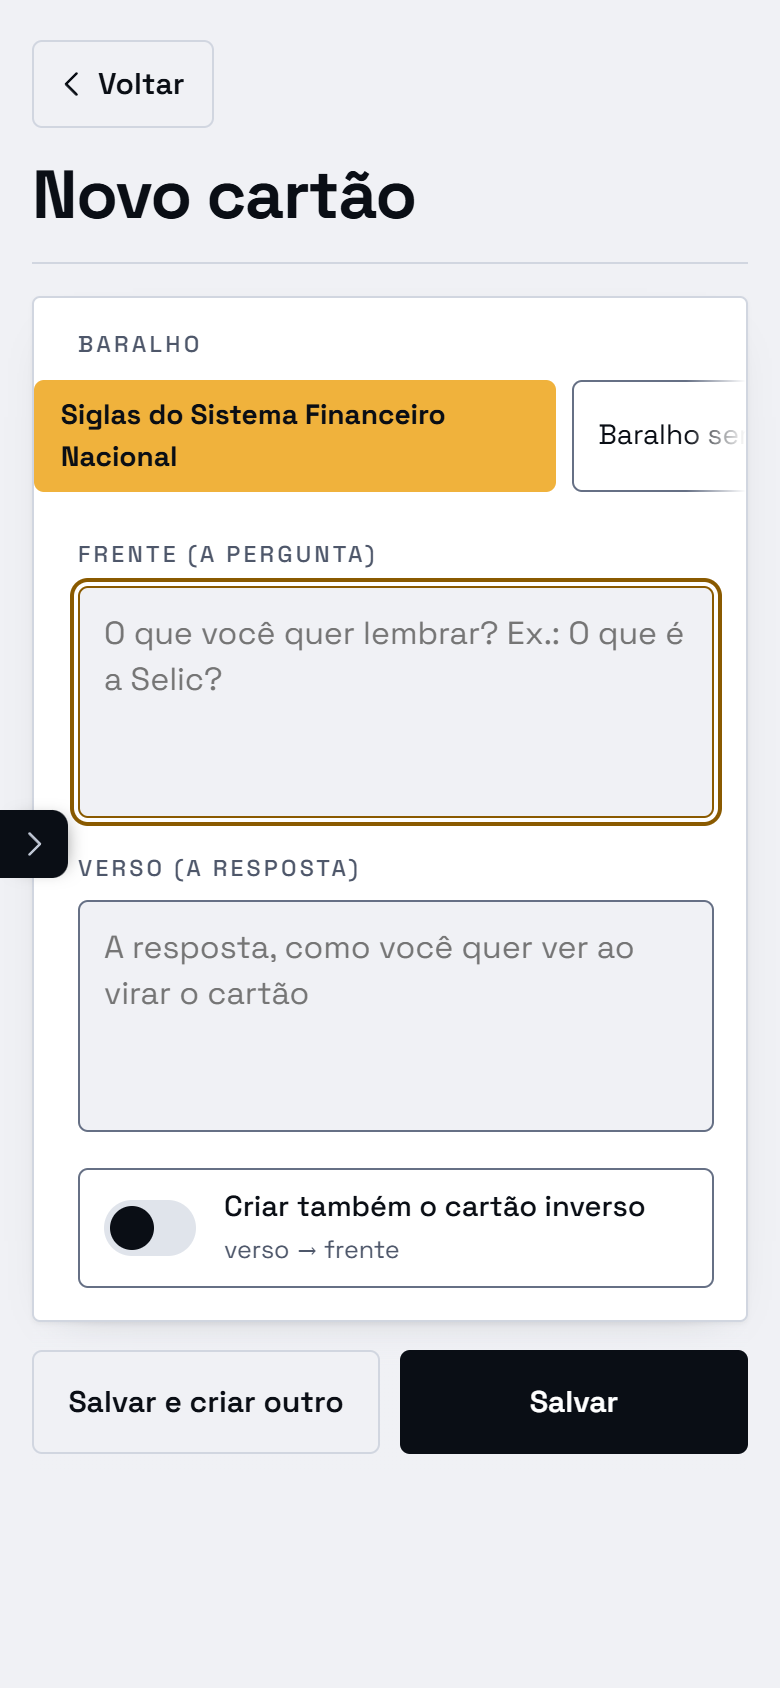 Voltar
Novo cartão
BARALHO
Siglas do Sistema Financeiro
Nacional
Baralho
FRENTE (A PERGUNTA)
O que você quer lembrar? Ex.: O que é
a Selic?
VERSO (A RESPOSTA)
A resposta, como você quer ver ao
virar o cartão
Criar também o cartão inverso
verso → frente
Salvar e criar outro
Salvar